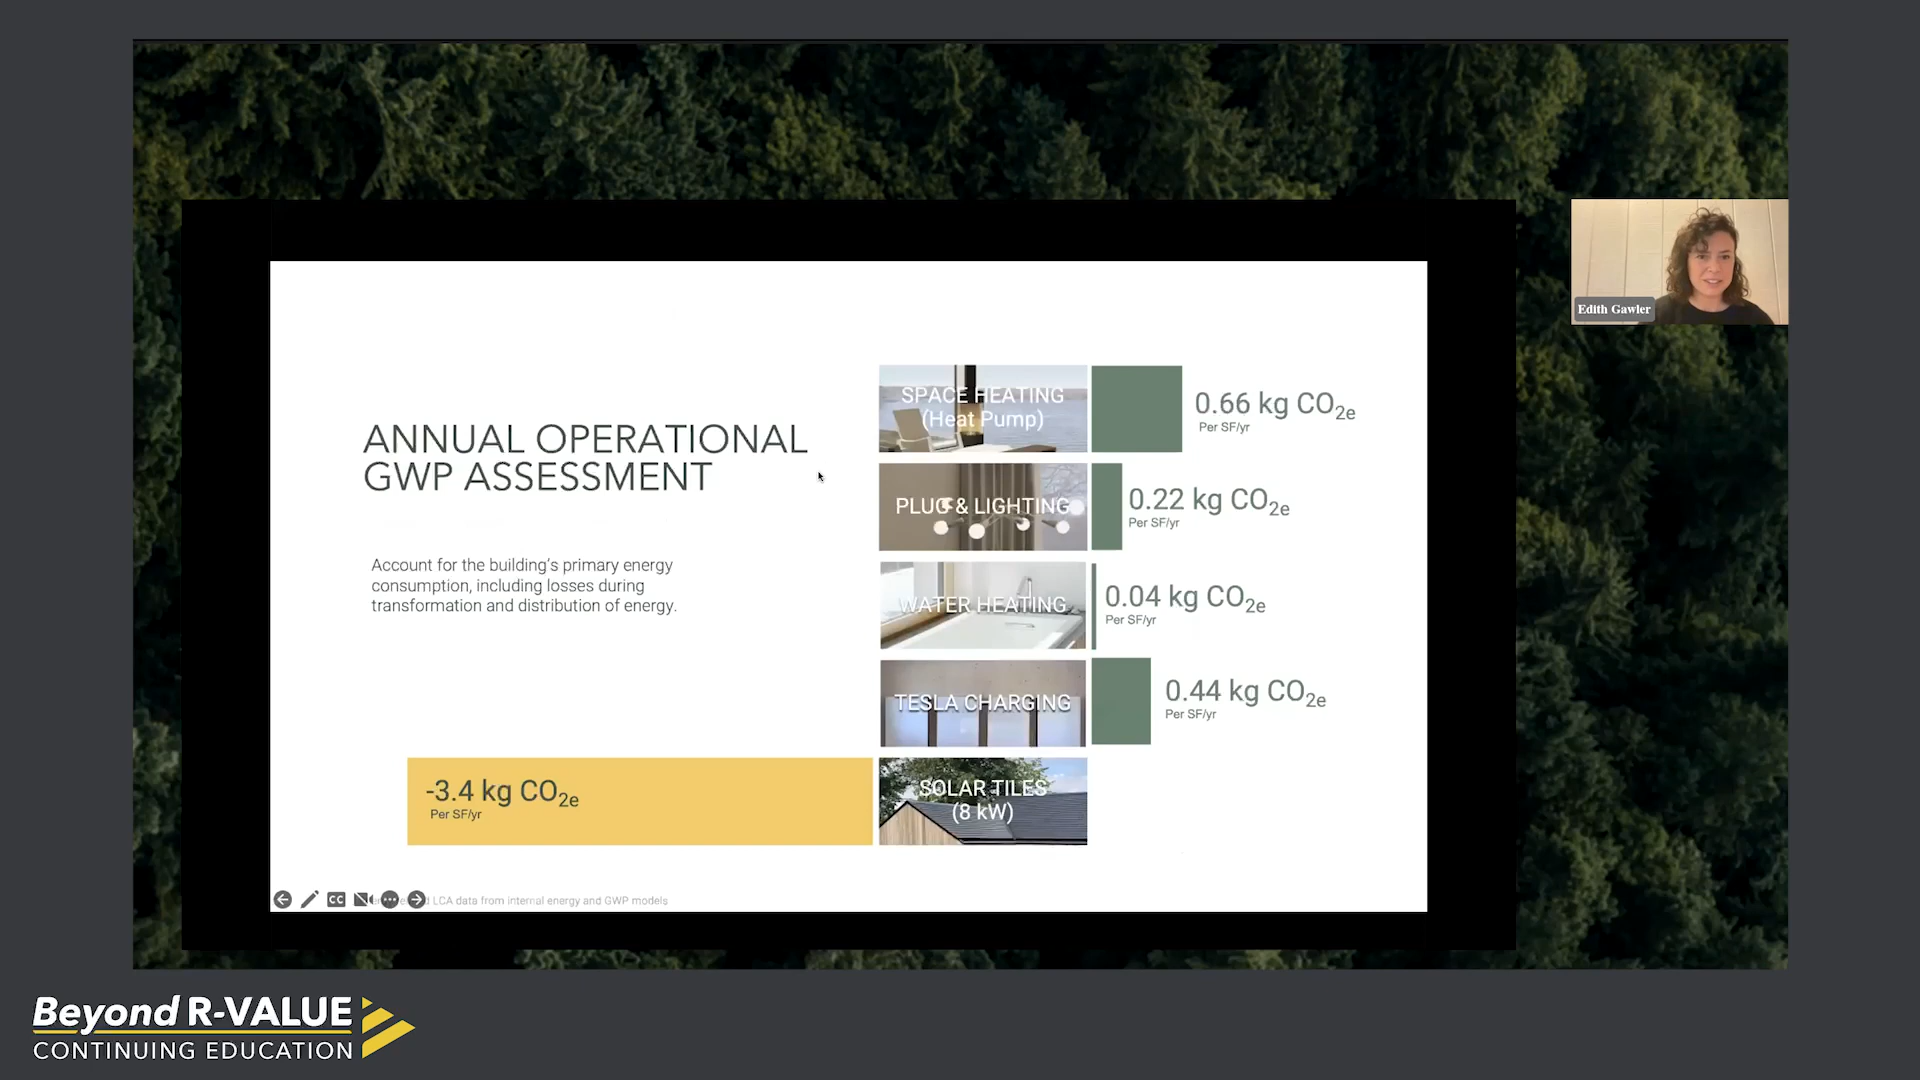 ANNUAL OPERATIONAL
GWP ASSESSMENT
Account for the building's primary energy
consumption, including losses during
transformation and distribution of energy.
SPACE HEATING
(Heat Pump)
0.66 kg CO2e
Per SF/yr
PLUG & LIGHTING
0.22 kg CO2e
Per SF/yr
WATER HEATING
0.04 kg CO2e
Per SF/yr
TESLA CHARGING
0.44 kg CO2e
Per SF/yr
-3.4 kg CO2e
Per SF/yr
SOLAR TILES
(8 kW)
CC
LCA data from internal energy and GWP models
Edith Gawler
Beyond R-VALUE
CONTINUING EDUCATION